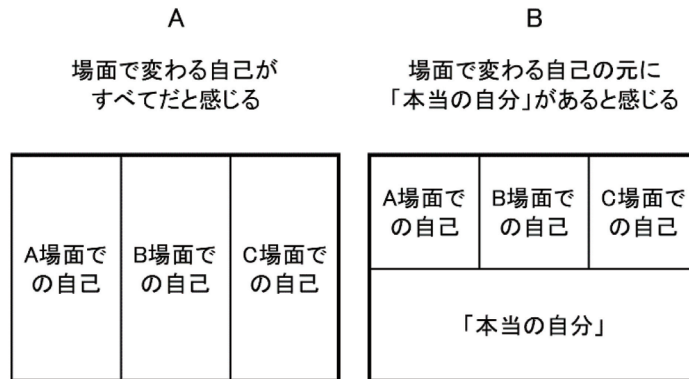 A
場面で変わる自己が
すべてだと感じる
A場面で
の自己
B場面で
の自己
C場面で
の自己
B
場面で変わる自己の元に
「本当の自分」があると感じる
A場面で
の自己
B場面で
の自己
C場面で
の自己
「本当の自分」